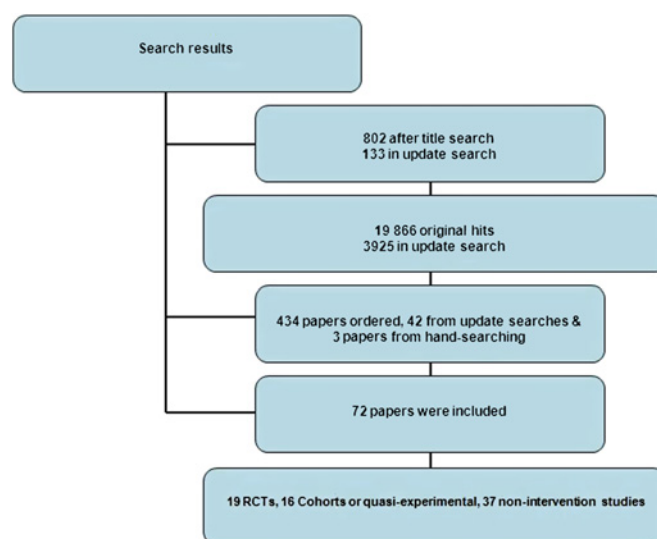 Search results
802 after title search
133 in update search
19 866 original hits
3925 in update search
434 papers ordered, 42 from update searches &
3 papers from hand-searching
72 papers were included
19 RCTs, 16 Cohorts or quasi-experimental, 37 non-intervention studies